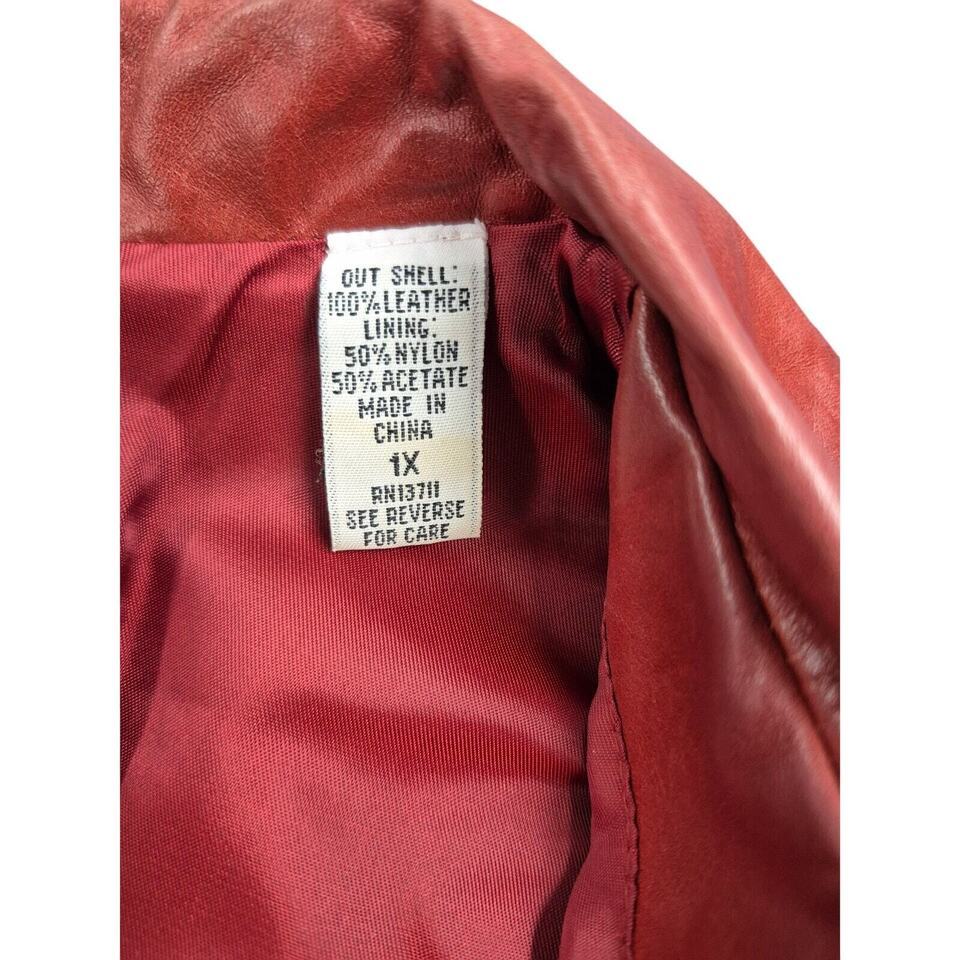 OUT SHELL:
100%LEATHER
LINING:
50%NYLON
50%ACETATE
MADE IN
CHINA
1X
RN13711
SEE REVERSE
FOR CARE